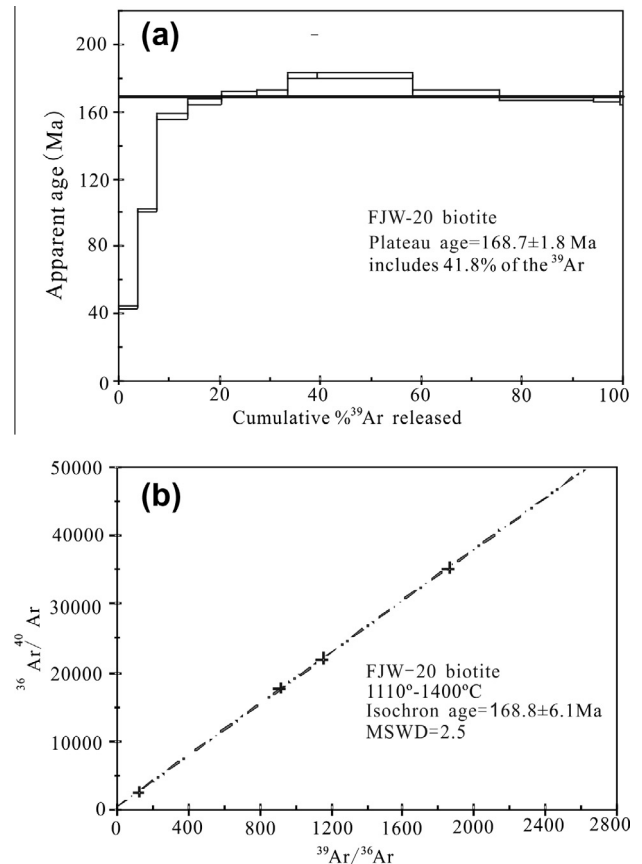 (a)
200
160
120
80
40
0
Apparent age (Ma)
FJW-20 biotite
Plateau age=168.7±1.8 Ma
includes 41.8% of the ³⁹Ar
0 20 40 60 80 100
Cumulative %³⁹Ar released
(b)
50000
40000
30000
20000
10000
0
³⁶Ar/⁴⁰Ar
FJW-20 biotite
1110°-1400°C
Isochron age=168.8±6.1Ma
MSWD=2.5
0 400 800 1200 1600 2000 2400 2800
³⁹Ar/³⁶Ar